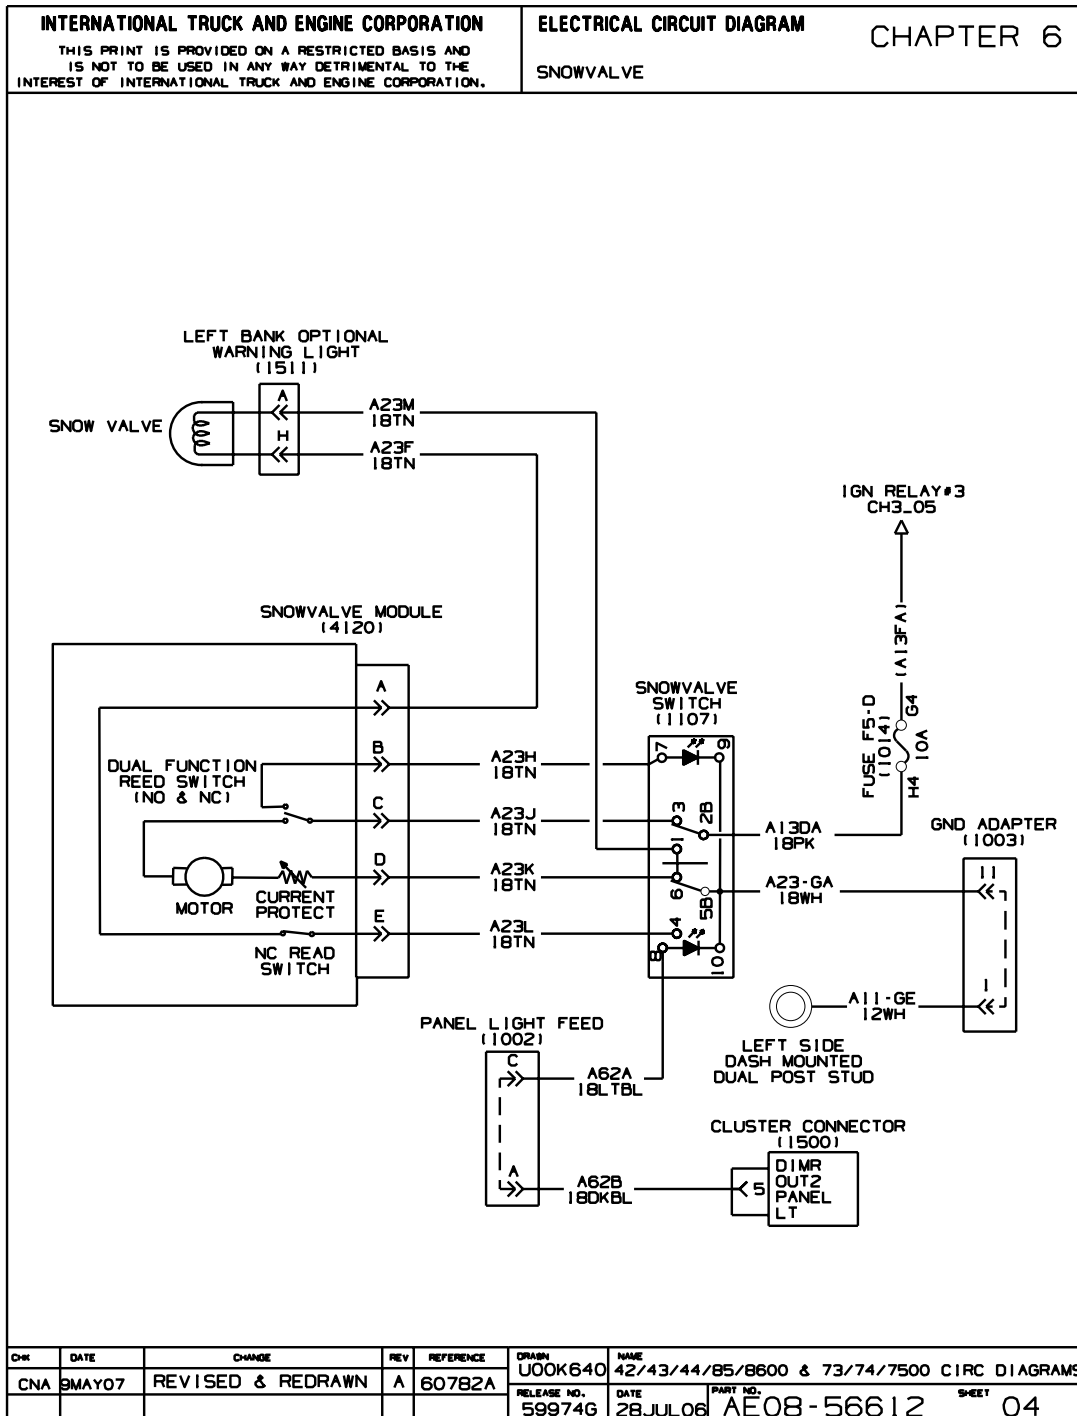 INTERNATIONAL TRUCK AND ENGINE CORPORATION
THIS PRINT IS PROVIDED ON A RESTRICTED BASIS AND
IS NOT TO BE USED IN ANY WAY DETRIMENTAL TO THE
INTEREST OF INTERNATIONAL TRUCK AND ENGINE CORPORATION.
ELECTRICAL CIRCUIT DIAGRAM
SNOWVALVE
CHAPTER 6
LEFT BANK OPTIONAL
WARNING LIGHT
(1511)
SNOW VALVE
A
H
A23M
18TN
A23F
18TN
IGN RELAY#3
CH3_05
(A13FA)
FUSE F5-D
(1014)
G4
10A
H4
SNOWVALVE MODULE
(4120)
A
B
C
D
E
DUAL FUNCTION
REED SWITCH
(NO & NC)
MOTOR
CURRENT
PROTECT
NC READ
SWITCH
A23H
18TN
A23J
18TN
A23K
18TN
A23L
18TN
SNOWVALVE
SWITCH
(1107)
7
9
3
2B
1
6
5B
4
8
10
A13DA
18PK
A23-GA
18WH
GND ADAPTER
(1003)
11
1
A11-GE
12WH
LEFT SIDE
DASH MOUNTED
DUAL POST STUD
PANEL LIGHT FEED
(1002)
C
A
A62A
18LTBL
A62B
18DKBL
CLUSTER CONNECTOR
(1500)
5
DIMR
OUT2
PANEL
LT
CHK DATE CHANGE REV REFERENCE
CNA 9MAY07 REVISED & REDRAWN A 60782A
DRAWN
U00K640
NAME
42/43/44/85/8600 & 73/74/7500 CIRC DIAGRAMS
RELEASE NO.
59974G
DATE
28JUL06
PART NO.
AE08-56612
SHEET
04